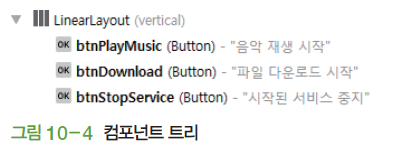 LinearLayout (vertical)
OK btnPlayMusic (Button) - "음악 재생 시작"
OK btnDownload (Button) - "파일 다운로드 시작"
OK btnStopService (Button) - "시작된 서비스 중지"
그림 10-4 컴포넌트 트리